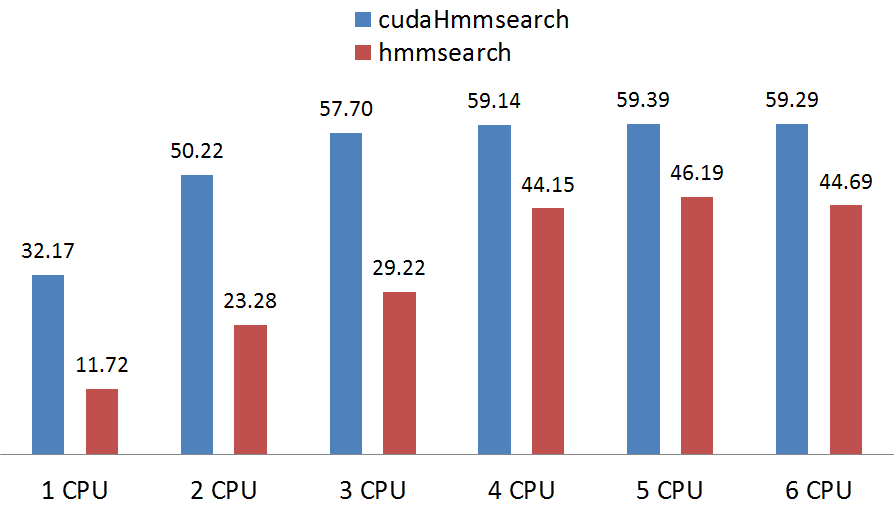 cudaHmmsearch
hmmsearch
32.17
11.72
50.22
23.28
57.70
29.22
59.14
44.15
59.39
46.19
59.29
44.69
1 CPU
2 CPU
3 CPU
4 CPU
5 CPU
6 CPU